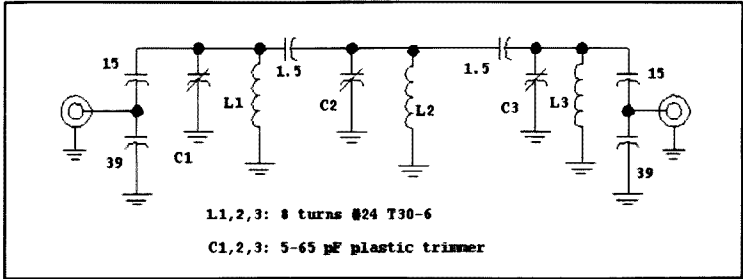 15
1.5
1.5
15
L1
C2
L2
C3
L3
39
C1
39
L1,2,3: 8 turns #24 T30-6
C1,2,3: 5-65 pF plastic trimmer